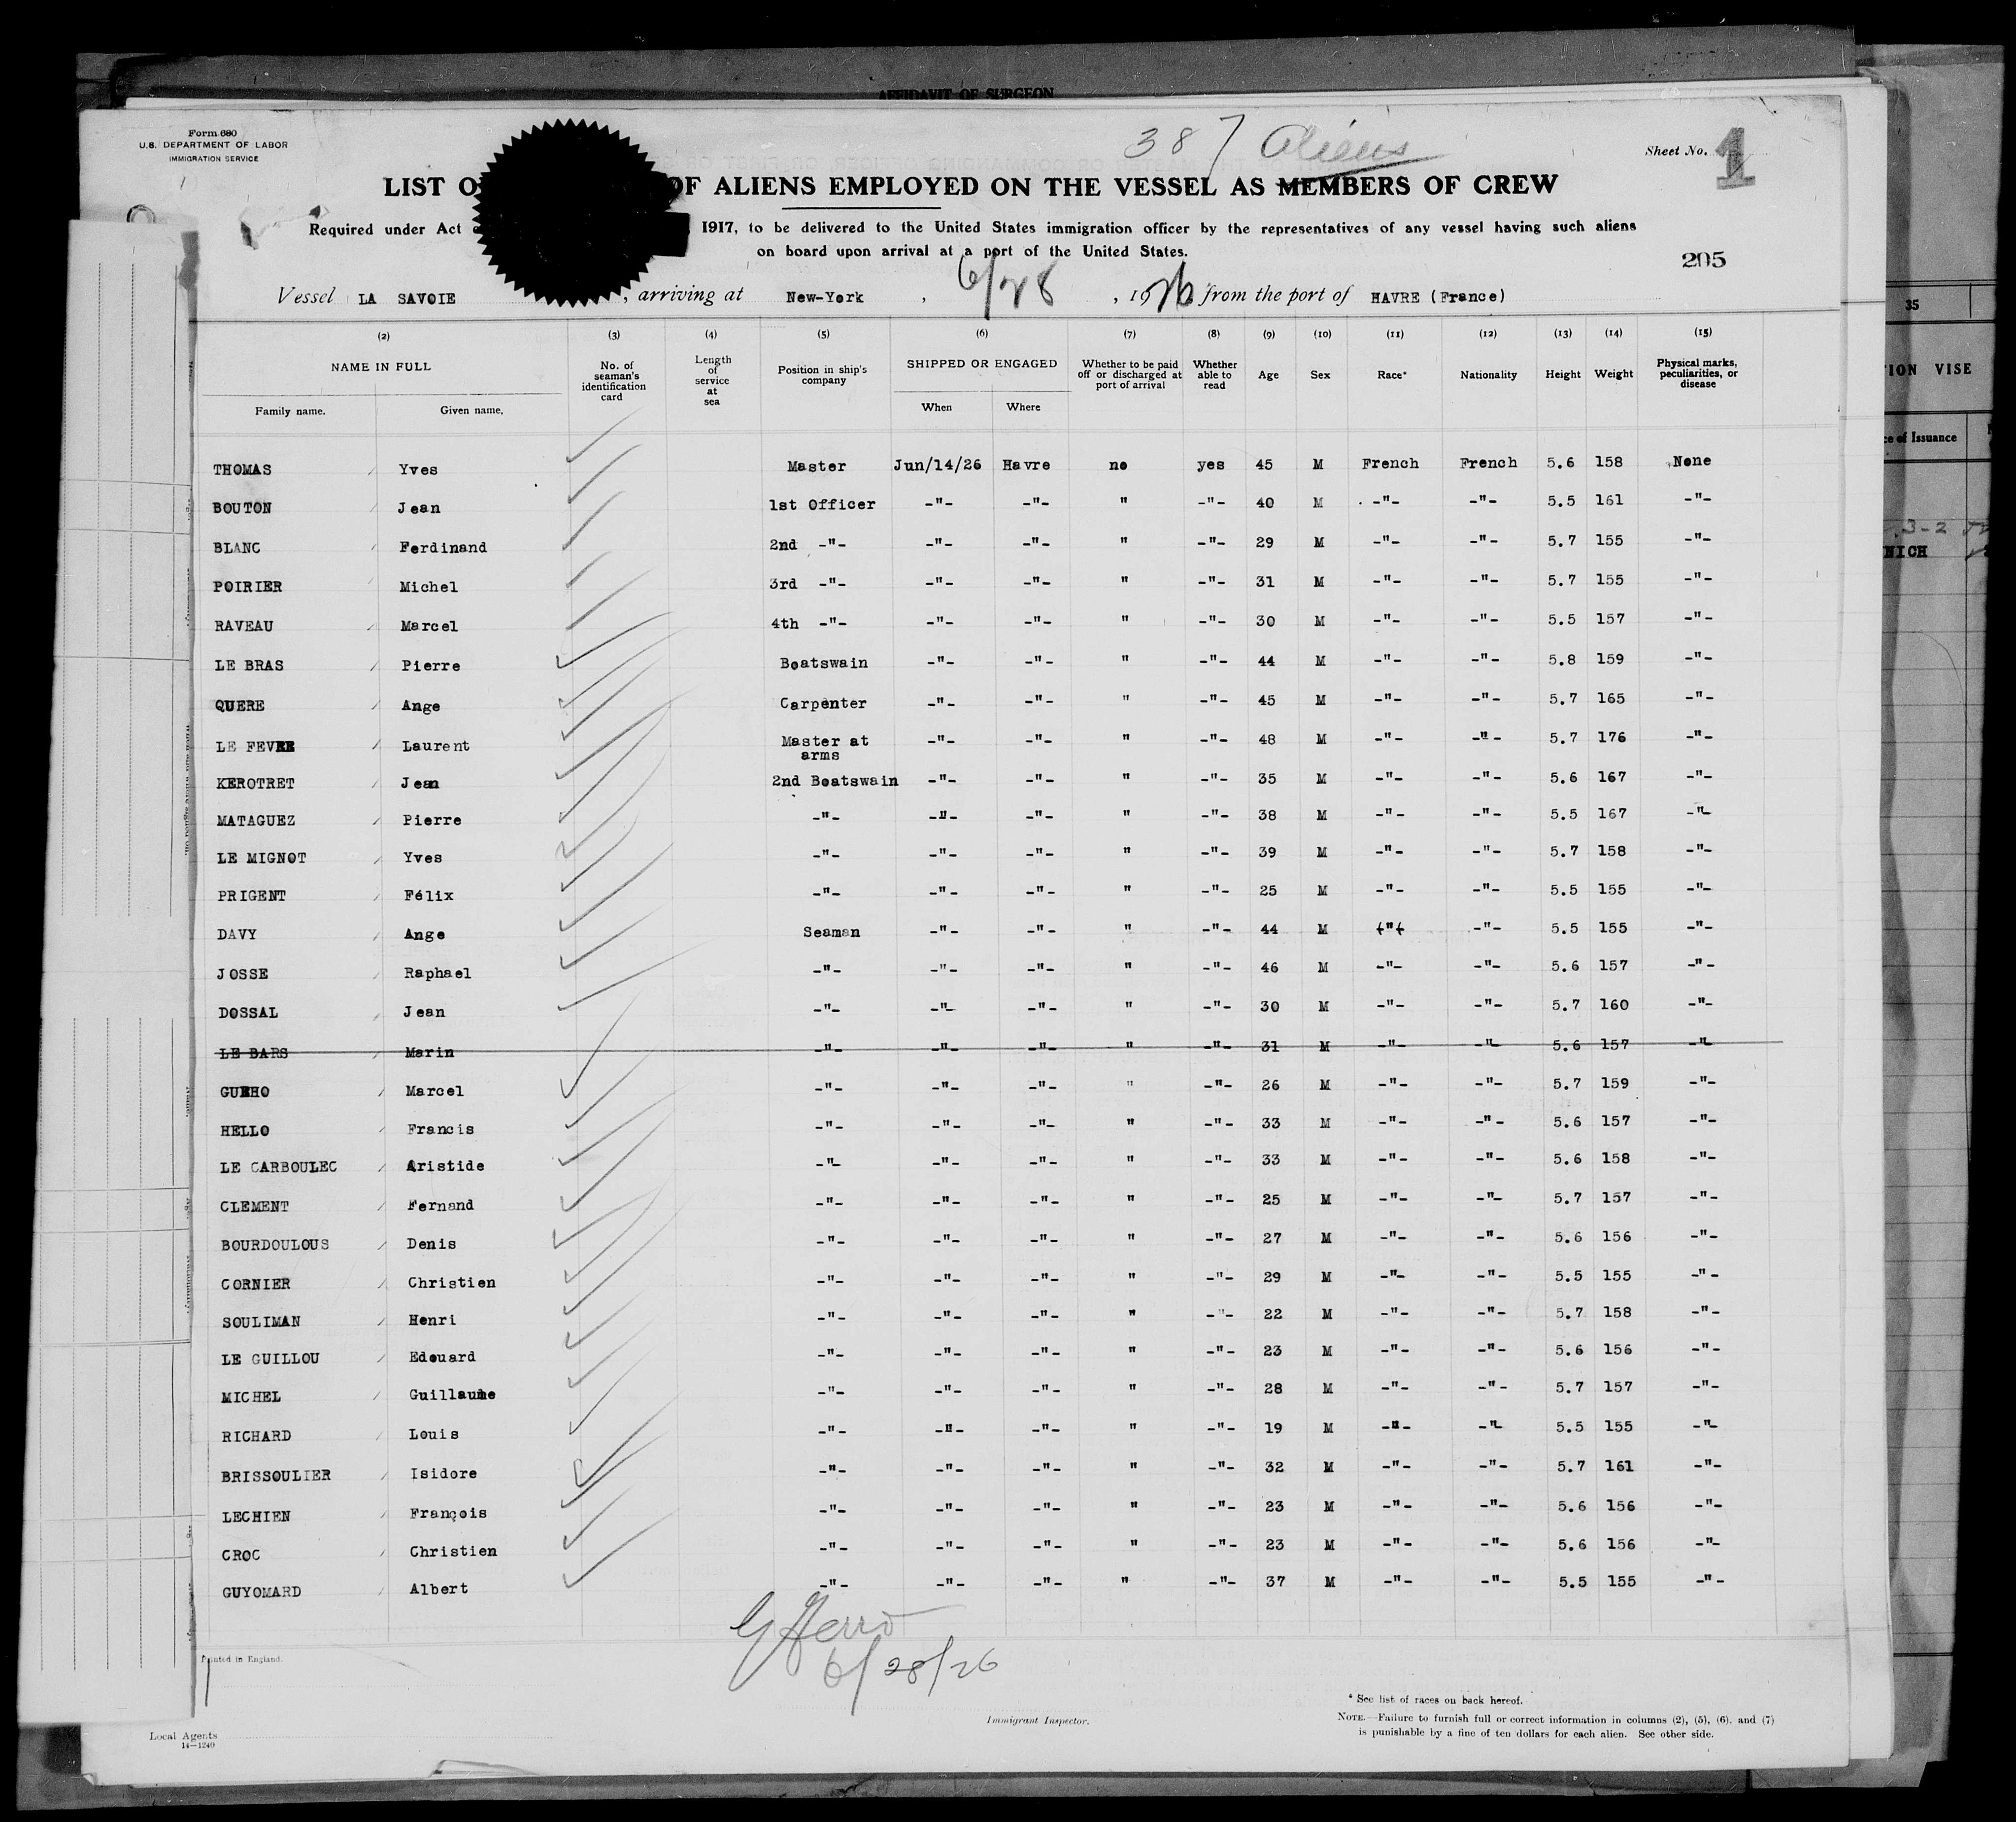 AFFIDAVIT OF SURGEON
Form 680
U.S. DEPARTMENT OF LABOR
IMMIGRATION SERVICE
387 Aliens
Sheet No. 1
LIST O OF ALIENS EMPLOYED ON THE VESSEL AS MEMBERS OF CREW
Required under Act 1917, to be delivered to the United States immigration officer by the representatives of any vessel having such aliens
on board upon arrival at a port of the United States.
205
Vessel LA SAVOIE , arriving at New-York , 6/28 , 1926 from the port of HAVRE (France)
(2) (3) (4) (5) (6) (7) (8) (9) (10) (11) (12) (13) (14) (15)
NAME IN FULL No. of seaman's identification card Length of service at sea Position in ship's company SHIPPED OR ENGAGED Whether to be paid off or discharged at port of arrival Whether able to read Age Sex Race* Nationality Height Weight Physical marks, peculiarities, or disease
Family name. Given name. When Where
THOMAS Yves Master Jun/14/26 Havre no yes 45 M French French 5.6 158 None
BOUTON Jean 1st Officer -"- -"- " -"- 40 M -"- -"- 5.5 161 -"-
BLANC Ferdinand 2nd -"- -"- -"- " -"- 29 M -"- -"- 5.7 155 -"-
POIRIER Michel 3rd -"- -"- -"- " -"- 31 M -"- -"- 5.7 155 -"-
RAVEAU Marcel 4th -"- -"- -"- " -"- 30 M -"- -"- 5.5 157 -"-
LE BRAS Pierre Boatswain -"- -"- " -"- 44 M -"- -"- 5.8 159 -"-
QUERE Ange Carpenter -"- -"- " -"- 45 M -"- -"- 5.7 165 -"-
LE FEVRE Laurent Master at arms -"- -"- " -"- 48 M -"- -"- 5.7 176 -"-
KEROTRET Jean 2nd Boatswain -"- -"- " -"- 35 M -"- -"- 5.6 167 -"-
MATAGUEZ Pierre -"- -"- -"- " -"- 38 M -"- -"- 5.5 167 -"-
LE MIGNOT Yves -"- -"- -"- " -"- 39 M -"- -"- 5.7 158 -"-
PRIGENT Félix -"- -"- -"- " -"- 25 M -"- -"- 5.5 155 -"-
DAVY Ange Seaman -"- -"- " -"- 44 M ("( -"- 5.5 155 -"-
JOSSE Raphael -"- -"- -"- " -"- 46 M -"- -"- 5.6 157 -"-
DOSSAL Jean -"- -"- -"- " -"- 30 M -"- -"- 5.7 160 -"-
LE BARS Marin -"- -"- -"- " -"- 31 M -"- -"- 5.6 157 -"-
GUEHO Marcel -"- -"- -"- " -"- 26 M -"- -"- 5.7 159 -"-
HELLO Francis -"- -"- -"- " -"- 33 M -"- -"- 5.6 157 -"-
LE CARBOULEC Aristide -"- -"- -"- " -"- 33 M -"- -"- 5.6 158 -"-
CLEMENT Fernand -"- -"- -"- " -"- 25 M -"- -"- 5.7 157 -"-
BOURDOULOUS Denis -"- -"- -"- " -"- 27 M -"- -"- 5.6 156 -"-
CORNIER Christien -"- -"- -"- " -"- 29 M -"- -"- 5.5 155 -"-
SOULIMAN Henri -"- -"- -"- " -"- 22 M -"- -"- 5.7 158 -"-
LE GUILLOU Edouard -"- -"- -"- " -"- 23 M -"- -"- 5.6 156 -"-
MICHEL Guillaume -"- -"- -"- " -"- 28 M -"- -"- 5.7 157 -"-
RICHARD Louis -"- -"- -"- " -"- 19 M -"- -"- 5.5 155 -"-
BRISSOULIER Isidore -"- -"- -"- " -"- 32 M -"- -"- 5.7 161 -"-
LECHIEN François -"- -"- -"- " -"- 23 M -"- -"- 5.6 156 -"-
CROC Christien -"- -"- -"- " -"- 23 M -"- -"- 5.6 156 -"-
GUYOMARD Albert -"- -"- -"- " -"- 37 M -"- -"- 5.5 155 -"-
6/28/26
Printed in England.
Immigrant Inspector.
* See list of races on back hereof.
NOTE.—Failure to furnish full or correct information in columns (2), (5), (6), and (7)
is punishable by a fine of ten dollars for each alien. See other side.
Local Agents
14—1240
35
ION VISE
ce of Issuance
3-2
NICH